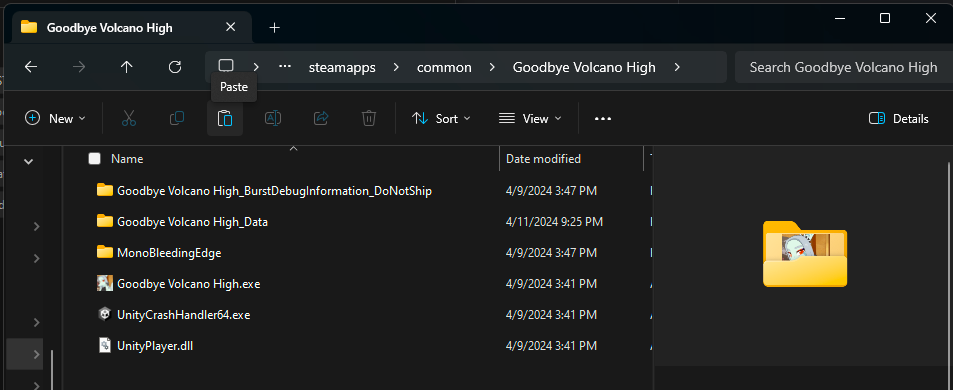 Goodbye Volcano High
steamapps > common > Goodbye Volcano High >
Search Goodbye Volcano High
Paste
New
Sort
View
Details
Name
Date modified
Goodbye Volcano High_BurstDebugInformation_DoNotShip 4/9/2024 3:47 PM
Goodbye Volcano High_Data 4/11/2024 9:25 PM
MonoBleedingEdge 4/9/2024 3:47 PM
Goodbye Volcano High.exe 4/9/2024 3:41 PM
UnityCrashHandler64.exe 4/9/2024 3:41 PM
UnityPlayer.dll 4/9/2024 3:41 PM